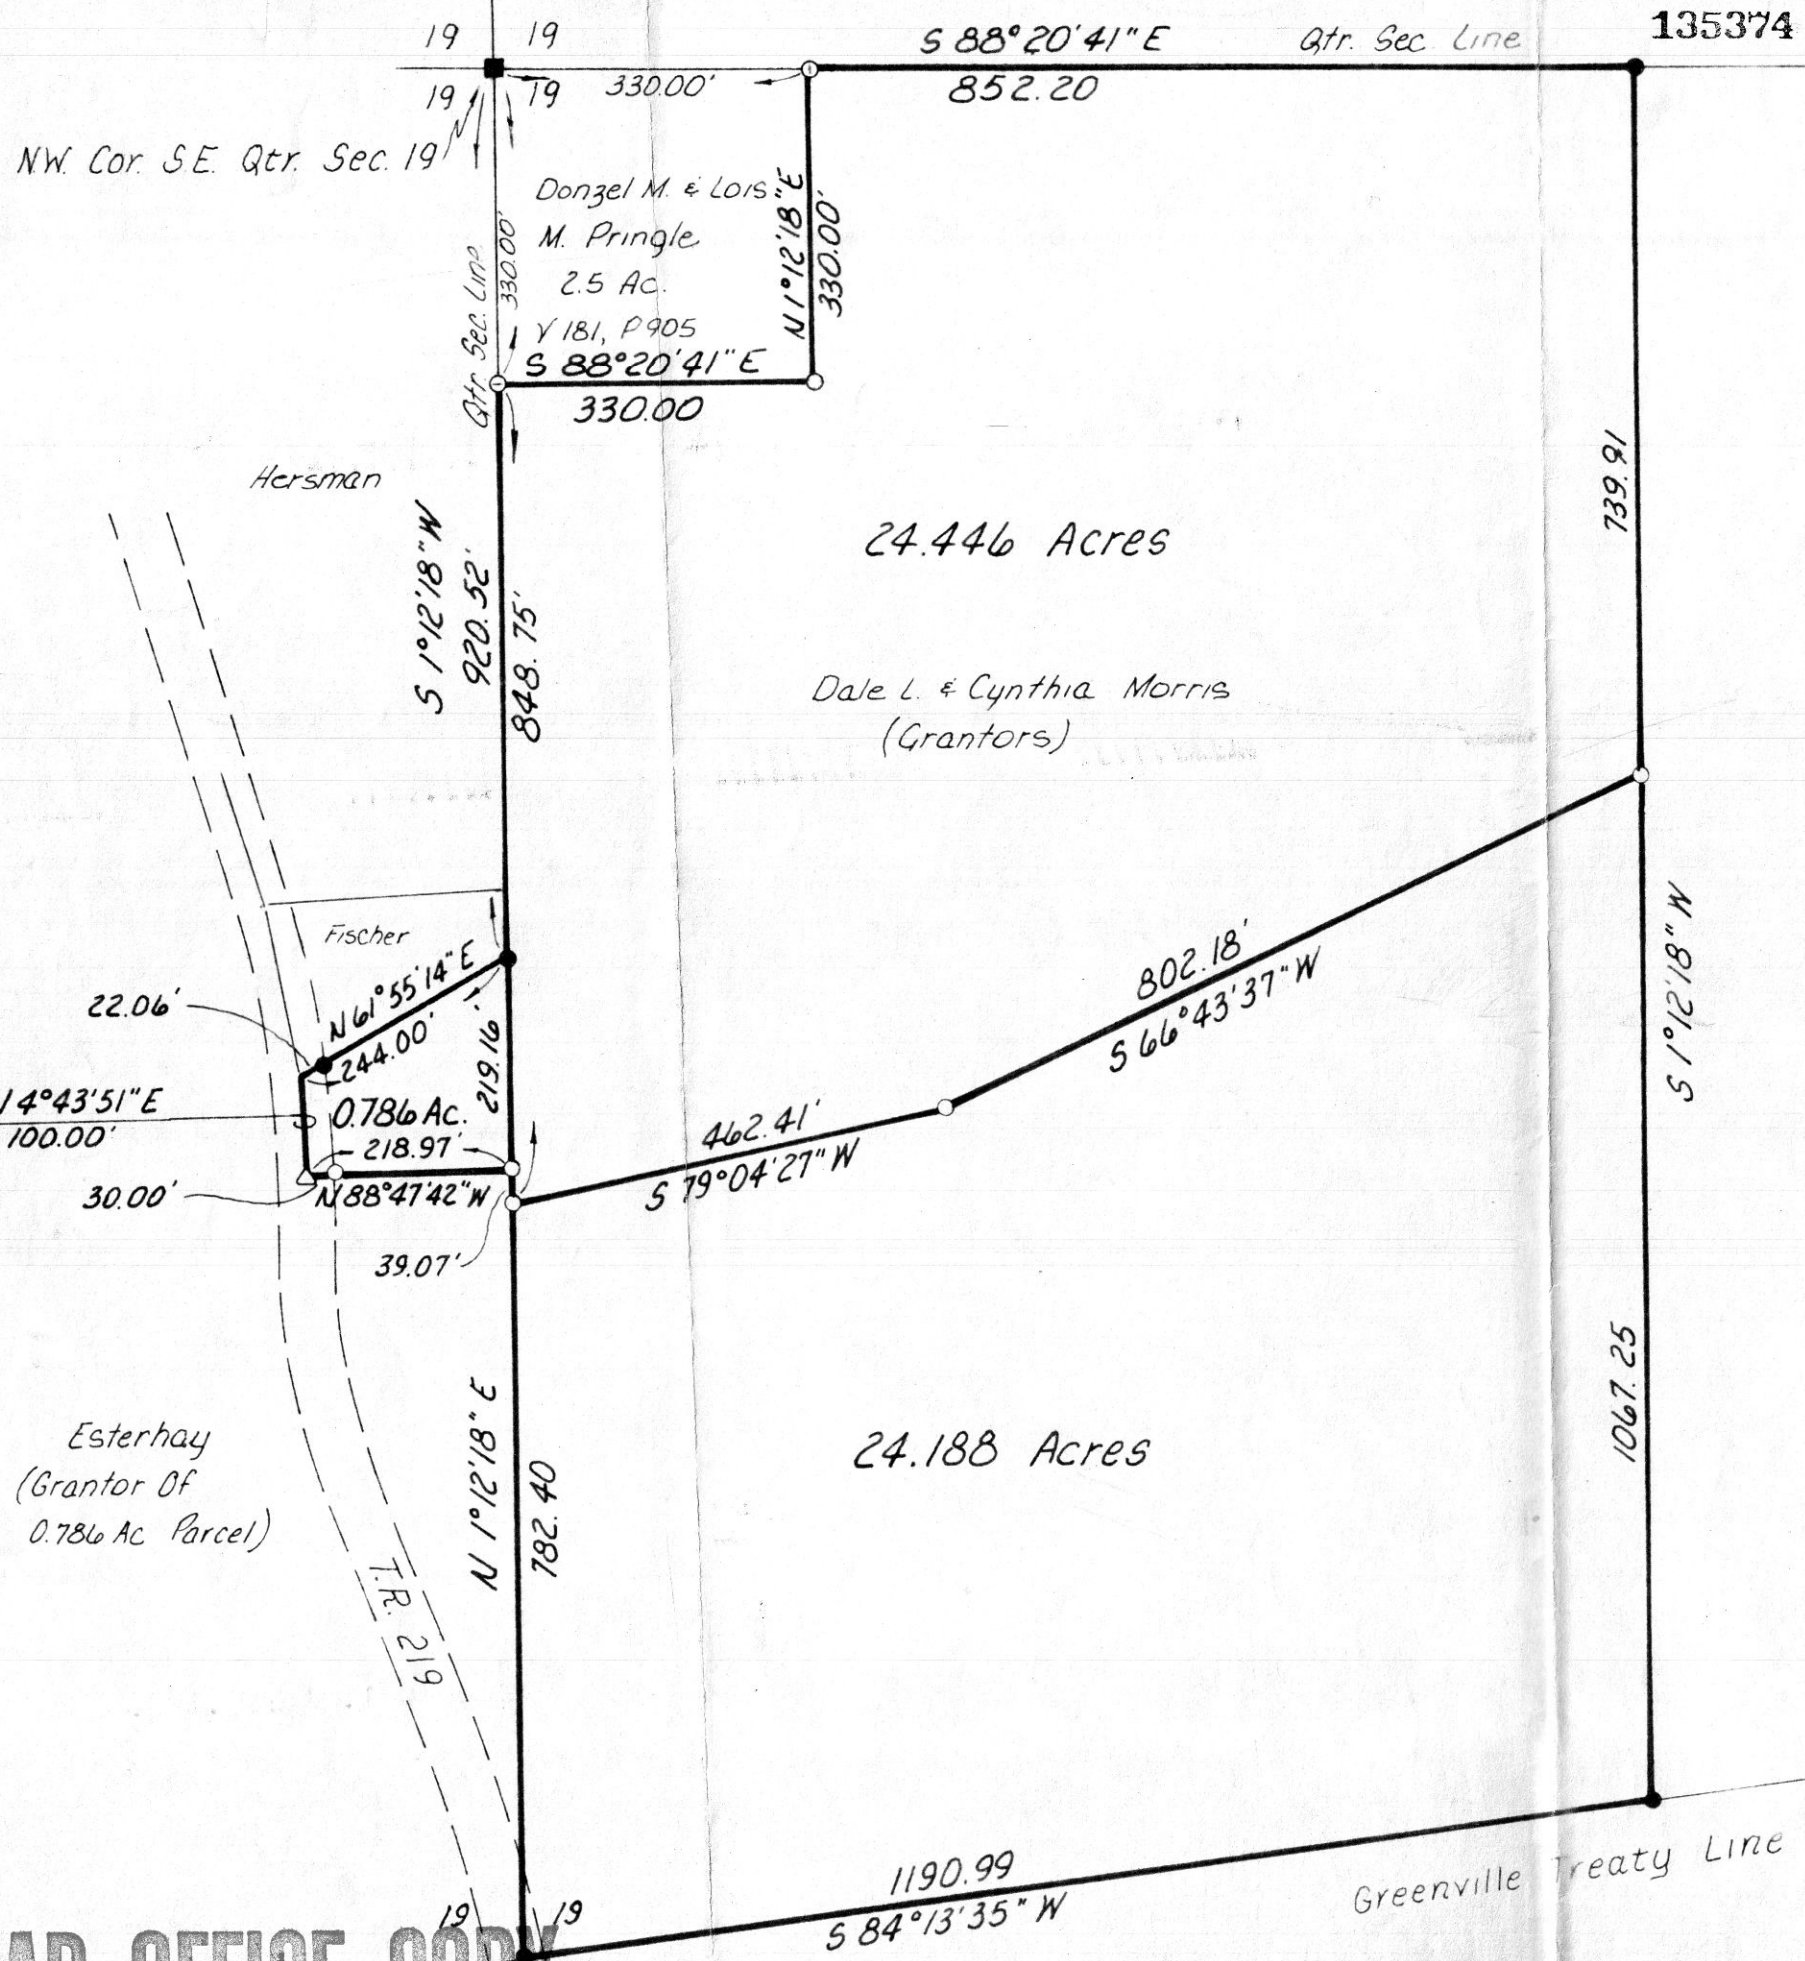 135374
19 19
S 88°20'41"E Qtr. Sec. Line
19 19 330.00'
852.20
N.W. Cor. S.E. Qtr. Sec. 19
Donzel M. & Lois
M. Pringle
2.5 Ac.
V 181, P 905
N 1°12'18"E
330.00'
Qtr. Sec. Line
330.00'
S 88°20'41"E
330.00
Hersman
739.91
24.446 Acres
S 1°12'18"W
920.52'
848.75'
Dale L. & Cynthia Morris
(Grantors)
Fischer
22.06'
N 61°55'14"E
244.00'
219.16'
802.18'
S 66°43'37"W
S 1°12'18"W
4°43'51"E
100.00'
0.786 Ac.
218.97'
30.00'
N 88°47'42"W
462.41'
S 79°04'27"W
39.07'
1067.25
Esterhay
(Grantor Of
0.786 Ac Parcel)
N 1°12'18"E
782.40
24.188 Acres
T.R. 219
1190.99
S 84°13'35"W
Greenville Treaty Line
19 19
OFFICE COPY